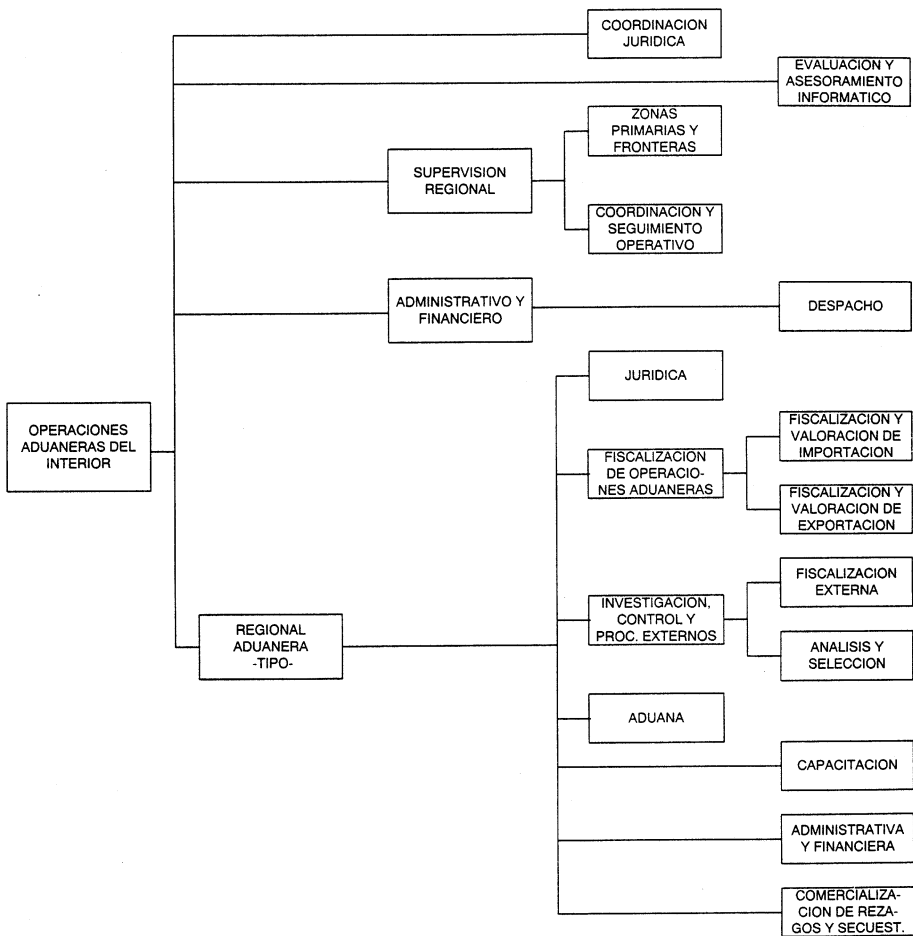 COORDINACION
JURIDICA
EVALUACION Y
ASESORAMIENTO
INFORMATICO
ZONAS
PRIMARIAS Y
FRONTERAS
SUPERVISION
REGIONAL
COORDINACION Y
SEGUIMIENTO
OPERATIVO
ADMINISTRATIVO Y
FINANCIERO
DESPACHO
JURIDICA
OPERACIONES
ADUANERAS DEL
INTERIOR
FISCALIZACION Y
VALORACION DE
IMPORTACION
FISCALIZACION
DE OPERACIO-
NES ADUANERAS
FISCALIZACION Y
VALORACION DE
EXPORTACION
FISCALIZACION
EXTERNA
INVESTIGACION,
CONTROL Y
PROC. EXTERNOS
REGIONAL
ADUANERA
-TIPO-
ANALISIS Y
SELECCION
ADUANA
CAPACITACION
ADMINISTRATIVA
Y FINANCIERA
COMERCIALIZA-
CION DE REZA-
GOS Y SECUEST.